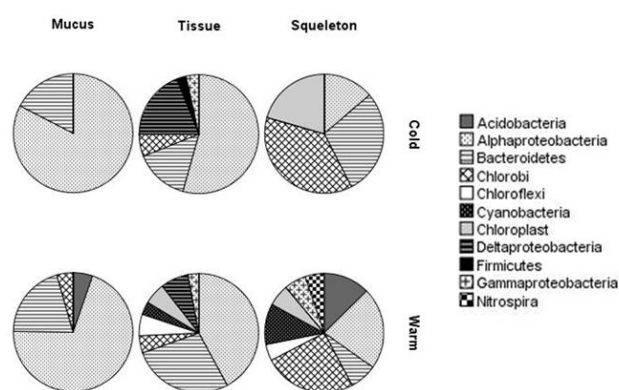 Mucus
Tissue
Squeleton
Cold
Acidobacteria
Alphaproteobacteria
Bacteroidetes
Chlorobi
Chloroflexi
Cyanobacteria
Chloroplast
Deltaproteobacteria
Firmicutes
Gammaproteobacteria
Nitrospira
Warm